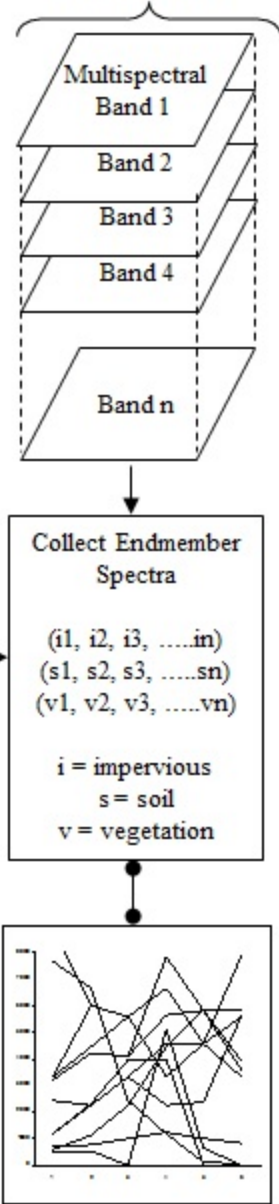 Multispectral
Band 1
Band 2
Band 3
Band 4
Band n
Collect Endmember
Spectra
(i1, i2, i3, .....in)
(s1, s2, s3, .....sn)
(v1, v2, v3, .....vn)
i = impervious
s = soil
v = vegetation